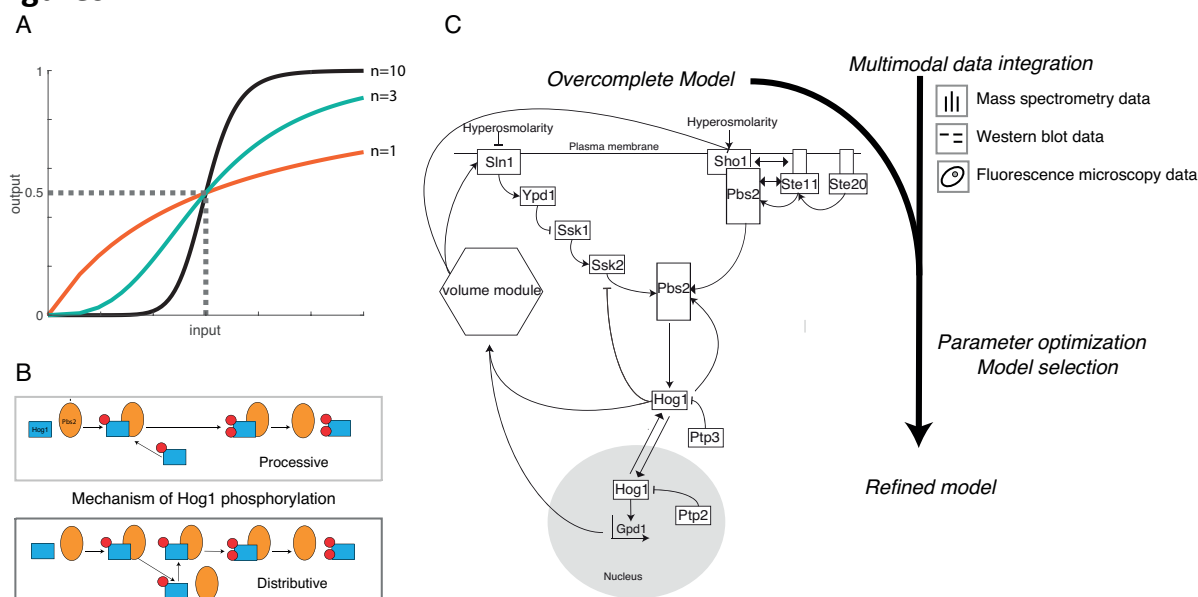 A
1
0.5
0
output
input
n=10
n=3
n=1
B
Hog1
Pbs2
Processive
Mechanism of Hog1 phosphorylation
Distributive
C
Overcomplete Model
Multimodal data integration
Mass spectrometry data
Western blot data
Fluorescence microscopy data
Hyperosmolarity
Hyperosmolarity
Plasma membrane
Sln1
Sho1
Ypd1
Pbs2
Ste11
Ste20
Ssk1
Ssk2
volume module
Pbs2
Parameter optimization
Model selection
Hog1
Ptp3
Refined model
Hog1
Ptp2
Gpd1
Nucleus